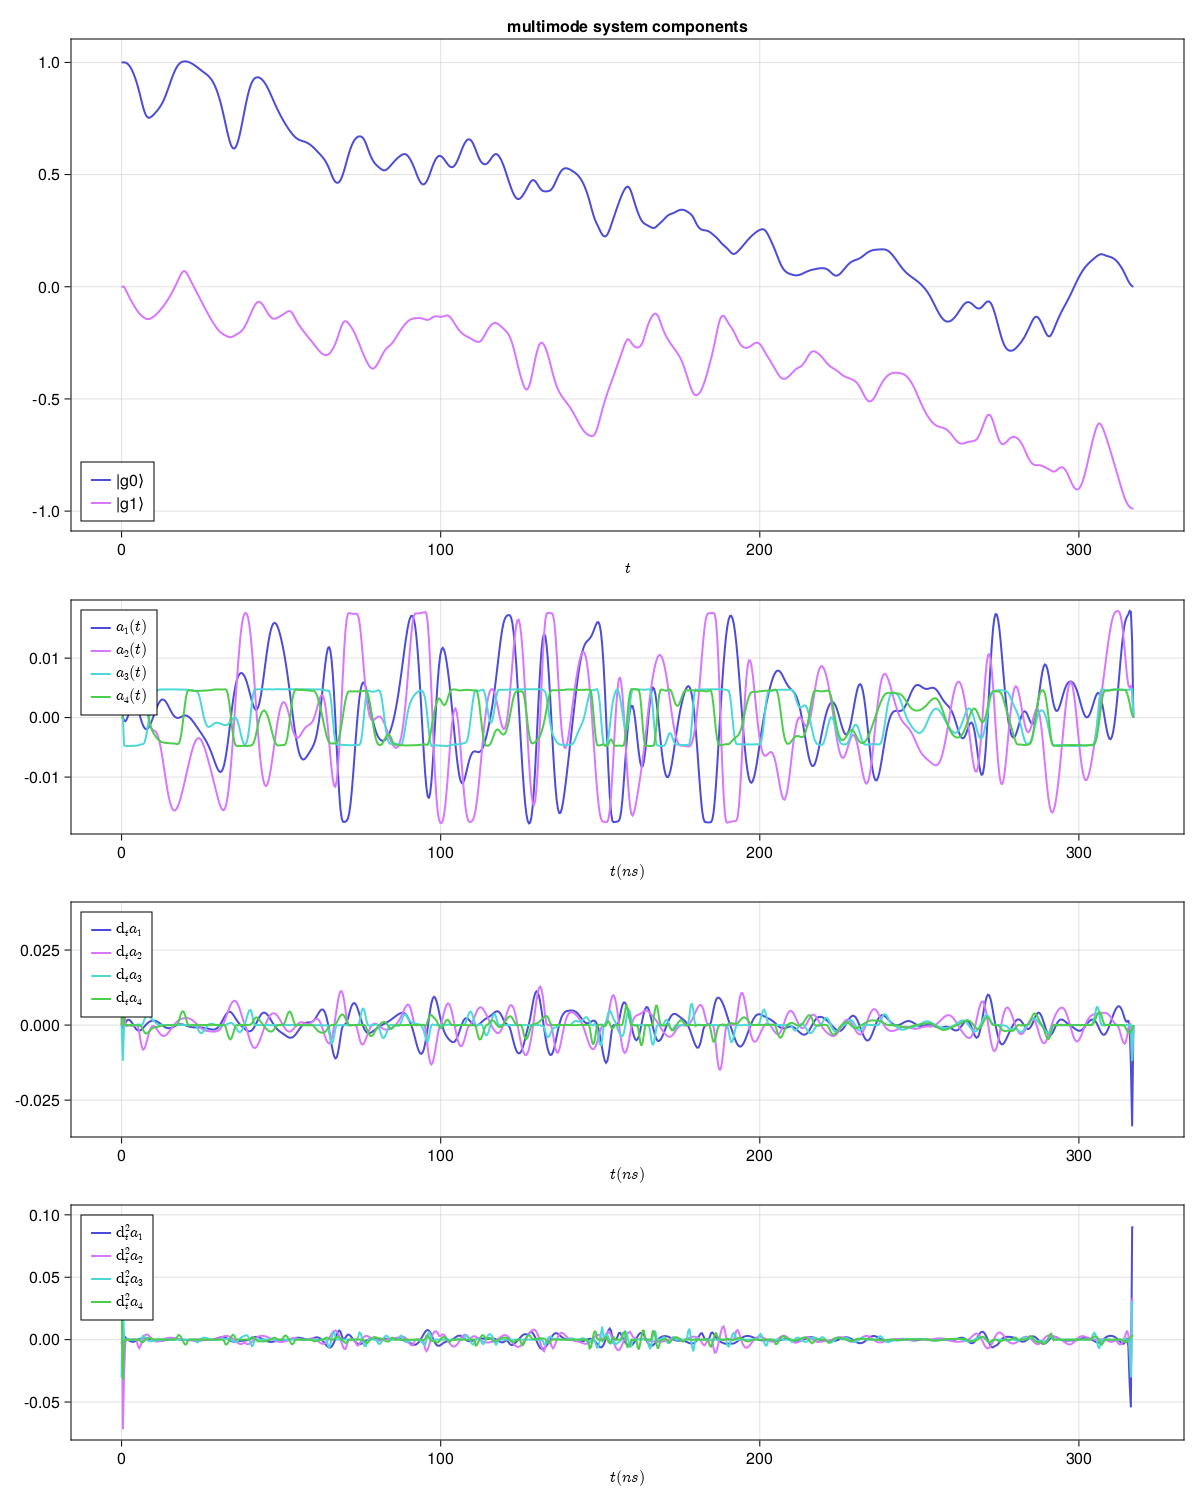 multimode system components
1.0
0.5
0.0
-0.5
-1.0
|g0⟩
|g1⟩
0 100 200 300
t
0.01
0.00
-0.01
a₁(t)
a₂(t)
a₃(t)
a₄(t)
0 100 200 300
t(ns)
0.025
0.000
-0.025
dₜa₁
dₜa₂
dₜa₃
dₜa₄
0 100 200 300
t(ns)
0.10
0.05
0.00
-0.05
d²ₜa₁
d²ₜa₂
d²ₜa₃
d²ₜa₄
0 100 200 300
t(ns)